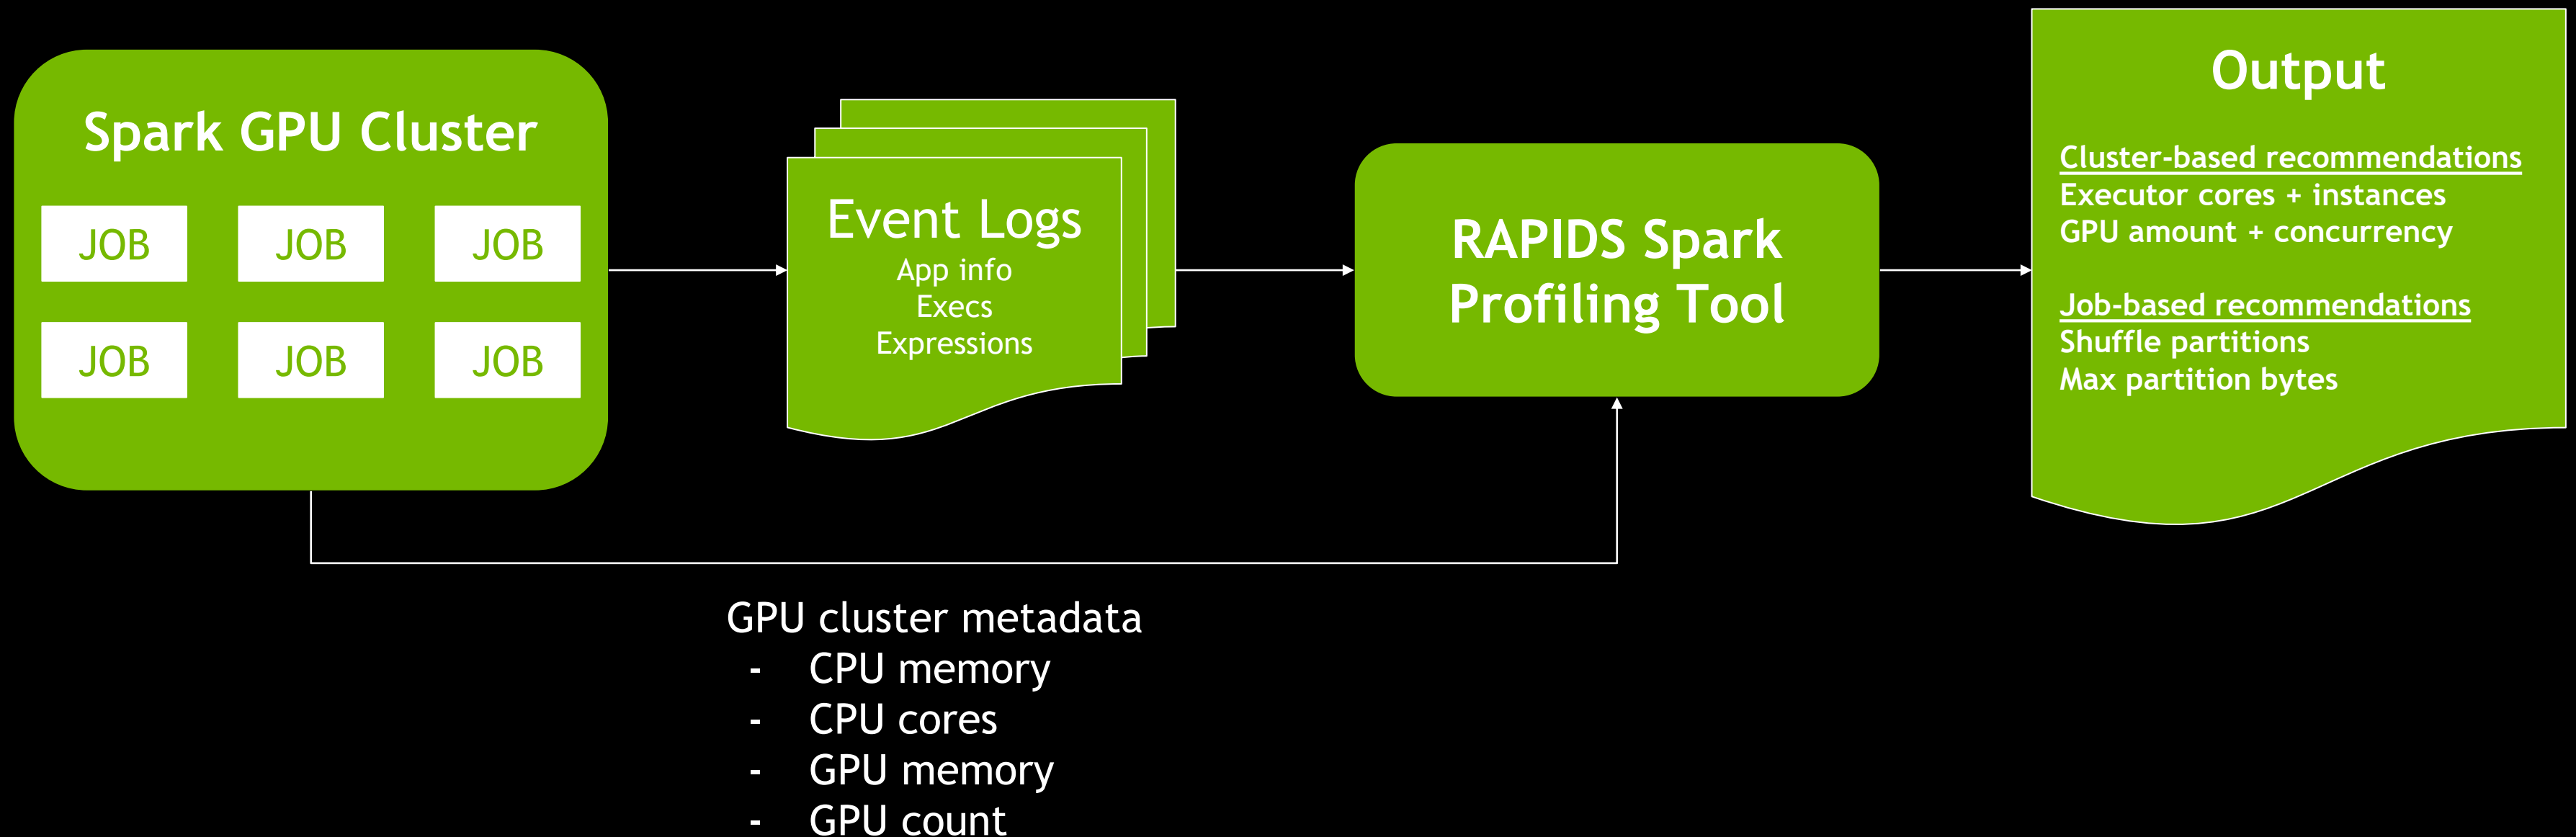 Spark GPU Cluster
JOB
JOB
JOB
JOB
JOB
JOB
Event Logs
App info
Execs
Expressions
RAPIDS Spark
Profiling Tool
Output
Cluster-based recommendations
Executor cores + instances
GPU amount + concurrency
Job-based recommendations
Shuffle partitions
Max partition bytes
GPU cluster metadata
- CPU memory
- CPU cores
- GPU memory
- GPU count